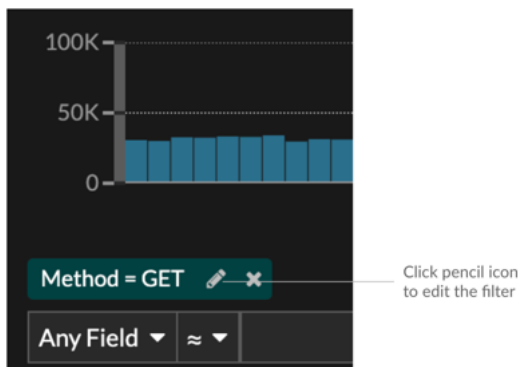 100K
50K
0
Method = GET
Click pencil icon
to edit the filter
Any Field ≈